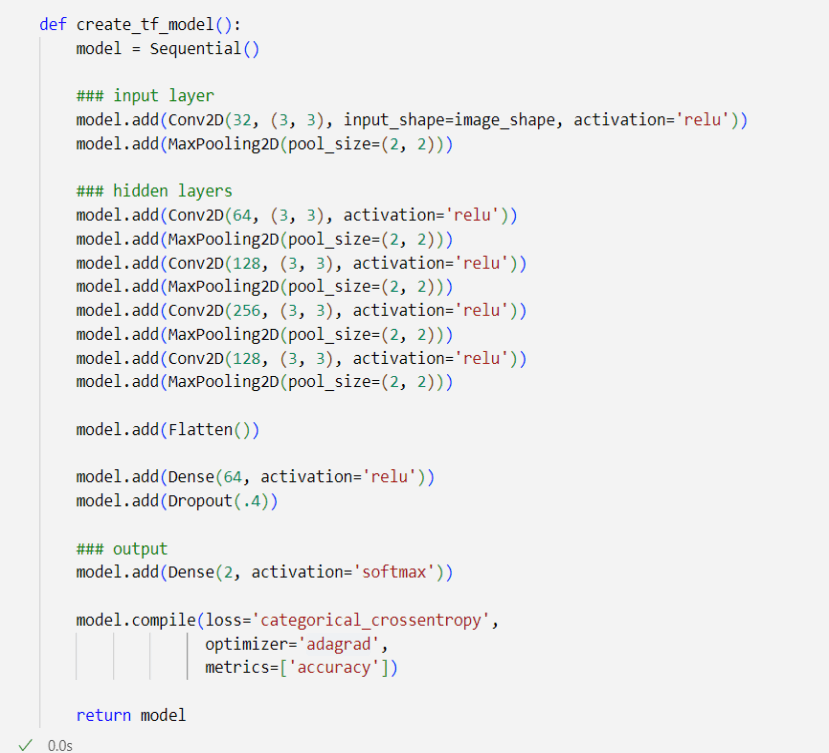 def create_tf_model():
    model = Sequential()

    ### input layer
    model.add(Conv2D(32, (3, 3), input_shape=image_shape, activation='relu'))
    model.add(MaxPooling2D(pool_size=(2, 2)))

    ### hidden layers
    model.add(Conv2D(64, (3, 3), activation='relu'))
    model.add(MaxPooling2D(pool_size=(2, 2)))
    model.add(Conv2D(128, (3, 3), activation='relu'))
    model.add(MaxPooling2D(pool_size=(2, 2)))
    model.add(Conv2D(256, (3, 3), activation='relu'))
    model.add(MaxPooling2D(pool_size=(2, 2)))
    model.add(Conv2D(128, (3, 3), activation='relu'))
    model.add(MaxPooling2D(pool_size=(2, 2)))

    model.add(Flatten())

    model.add(Dense(64, activation='relu'))
    model.add(Dropout(.4))

    ### output
    model.add(Dense(2, activation='softmax'))

    model.compile(loss='categorical_crossentropy',
                  optimizer='adagrad',
                  metrics=['accuracy'])

    return model
✓ 0.0s